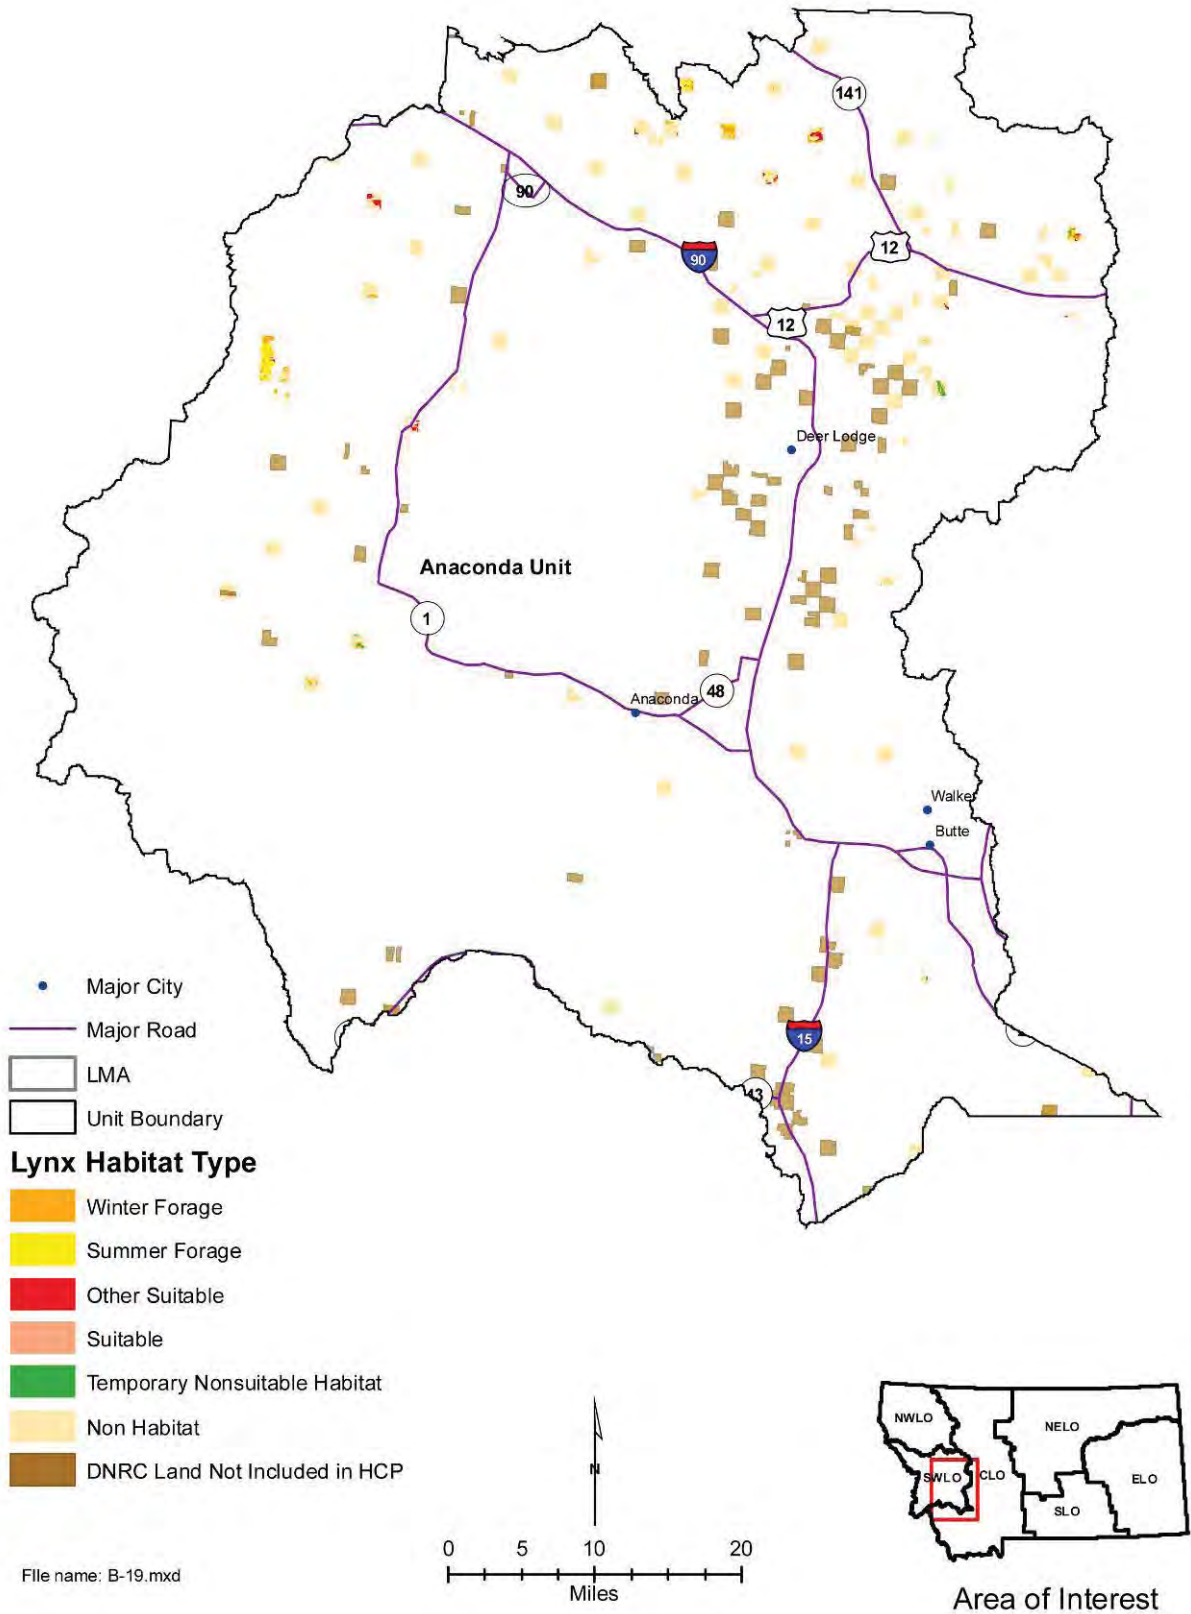 141
90
12
90
12
Deer Lodge
Anaconda Unit
1
48
Anaconda
Walke
Butte
15
43
Major City
Major Road
LMA
Unit Boundary
Lynx Habitat Type
Winter Forage
Summer Forage
Other Suitable
Suitable
Temporary Nonsuitable Habitat
Non Habitat
DNRC Land Not Included in HCP
N
0 5 10 20
Miles
NWLO
NELO
SWLO
CLO
ELO
SLO
Area of Interest
File name: B-19.mxd